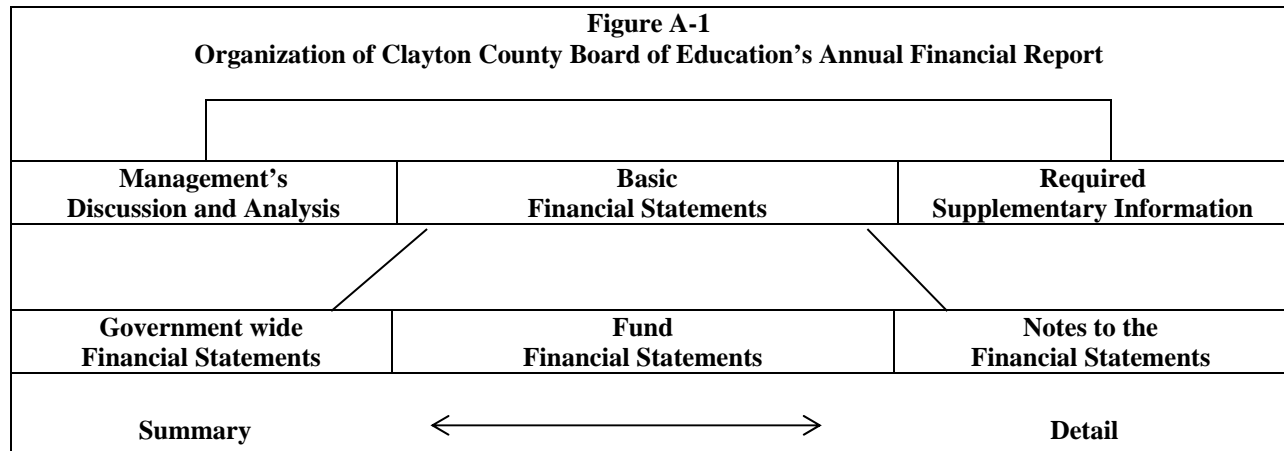 Figure A-1
Organization of Clayton County Board of Education's Annual Financial Report
Management's
Discussion and Analysis
Basic
Financial Statements
Required
Supplementary Information
Government wide
Financial Statements
Fund
Financial Statements
Notes to the
Financial Statements
Summary
Detail